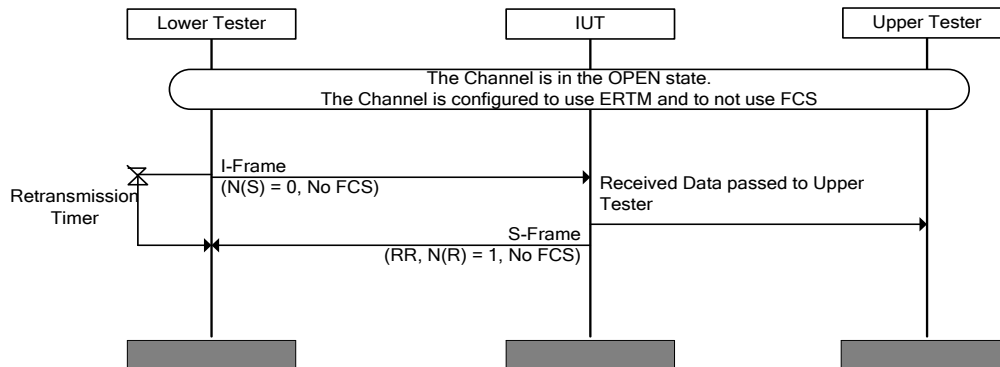 Lower Tester
IUT
Upper Tester
The Channel is in the OPEN state.
The Channel is configured to use ERTM and to not use FCS
I-Frame
(N(S) = 0, No FCS)
Retransmission
Timer
Received Data passed to Upper
Tester
S-Frame
(RR, N(R) = 1, No FCS)